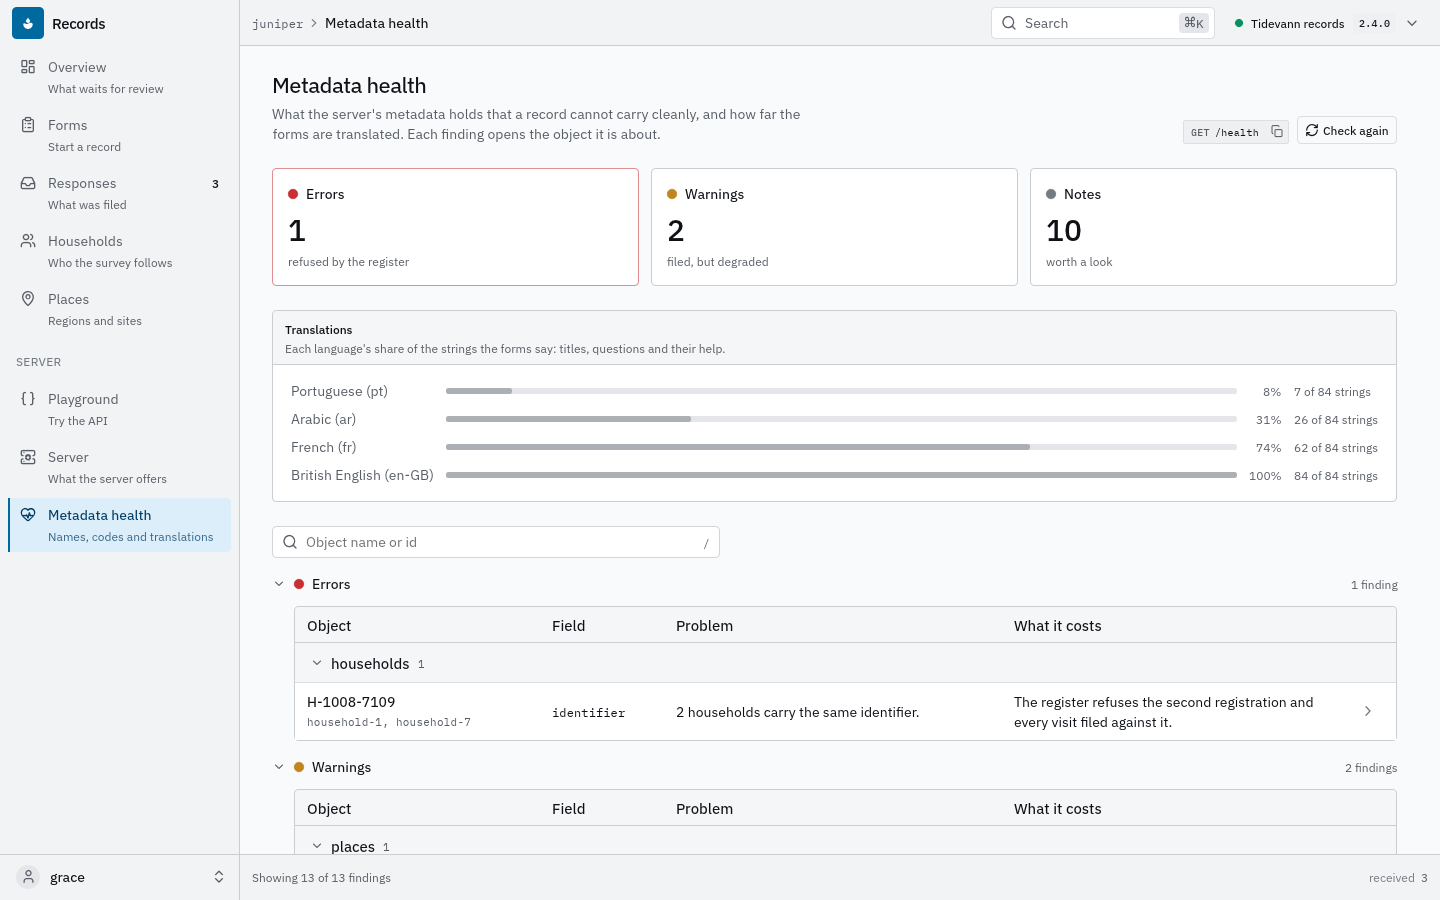 Records
Overview
What waits for review
Forms
Start a record
Responses 3
What was filed
Households
Who the survey follows
Places
Regions and sites
SERVER
Playground
Try the API
Server
What the server offers
Metadata health
Names, codes and translations
grace
juniper > Metadata health
Search ⌘K
Tidevann records 2.4.0
Metadata health
What the server's metadata holds that a record cannot carry cleanly, and how far the
forms are translated. Each finding opens the object it is about.
GET /health
Check again
Errors
1
refused by the register
Warnings
2
filed, but degraded
Notes
10
worth a look
Translations
Each language's share of the strings the forms say: titles, questions and their help.
Portuguese (pt) 8% 7 of 84 strings
Arabic (ar) 31% 26 of 84 strings
French (fr) 74% 62 of 84 strings
British English (en-GB) 100% 84 of 84 strings
Object name or id /
Errors 1 finding
Object Field Problem What it costs
households 1
H-1008-7109
household-1, household-7
identifier
2 households carry the same identifier.
The register refuses the second registration and
every visit filed against it.
Warnings 2 findings
Object Field Problem What it costs
places 1
Showing 13 of 13 findings
received 3